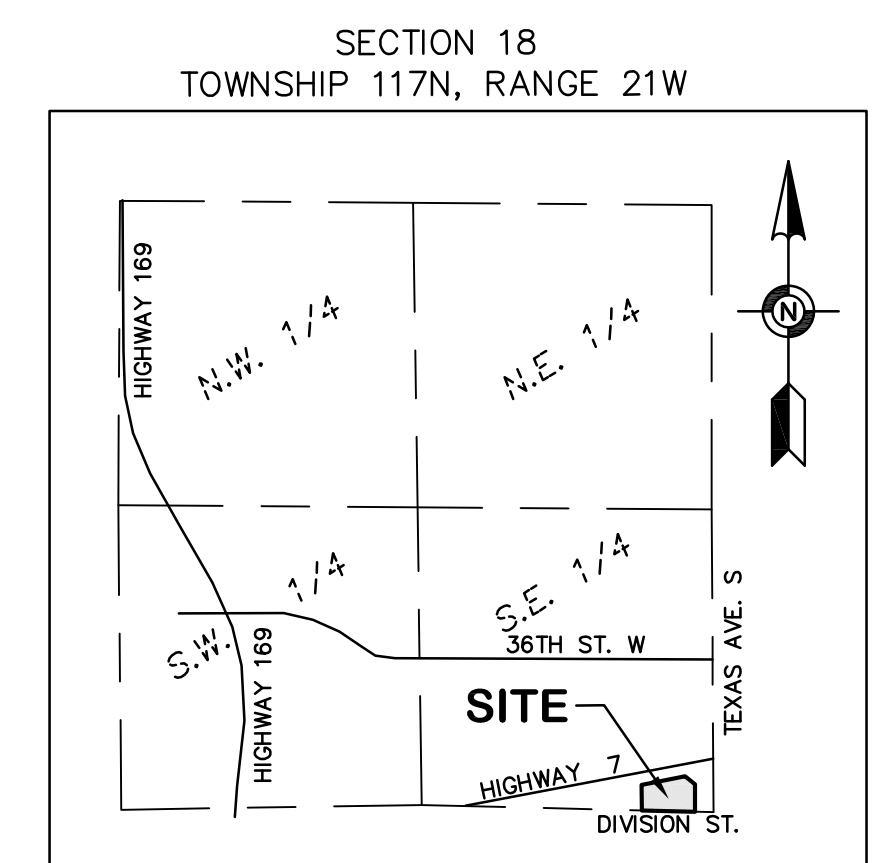 SECTION 18
TOWNSHIP 117N, RANGE 21W
HIGHWAY 169
N.W. 1/4
N.E. 1/4
N
S.W. 1/4
S.E. 1/4
TEXAS AVE. S
36TH ST. W
HIGHWAY 169
SITE
HIGHWAY 7
DIVISION ST.